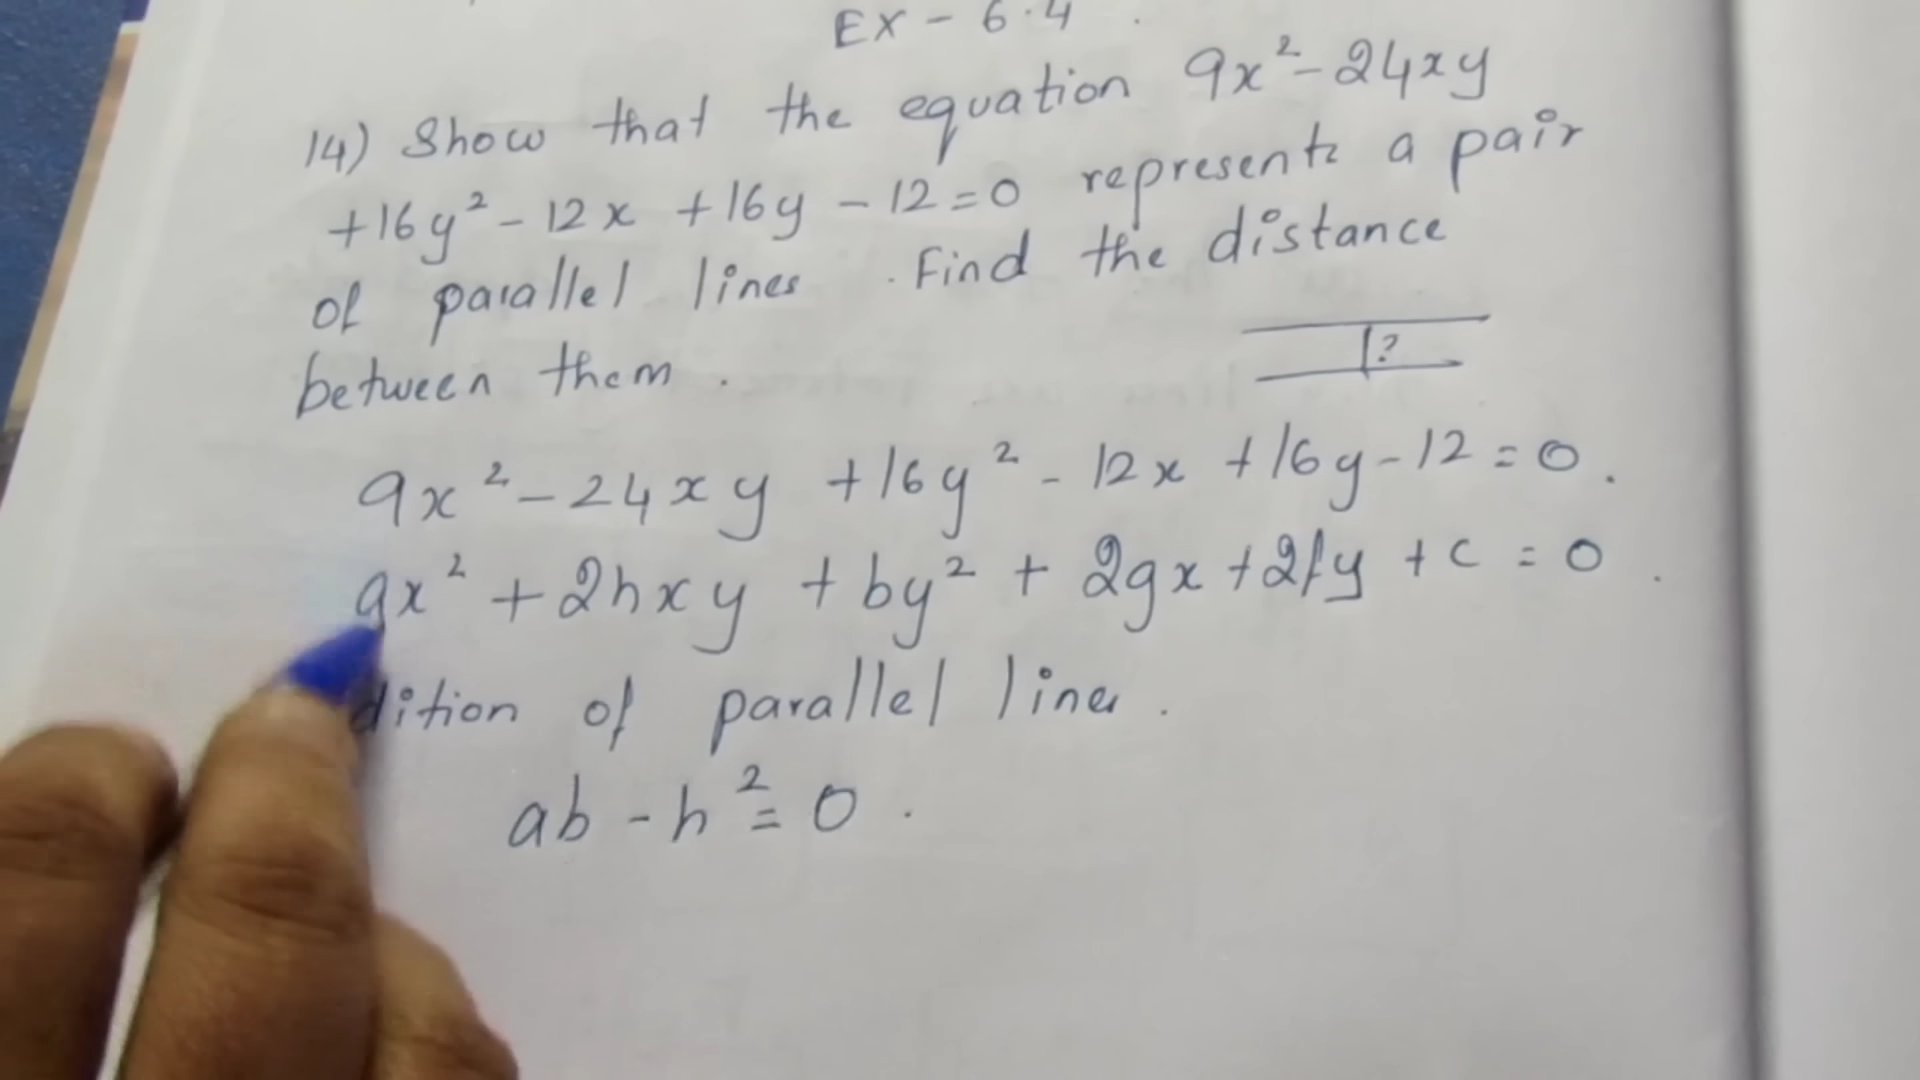 EX - 6.4
14) Show that the equation 9x² - 24xy
+16y² - 12x +16y - 12 = 0 represents a pair
of parallel lines. Find the distance
between them.
?
9x² - 24xy + 16y² - 12x + 16y - 12 = 0.
ax² + 2hxy + by² + 2gx + 2fy + c = 0.
dition of parallel lines.
ab - h² = 0.